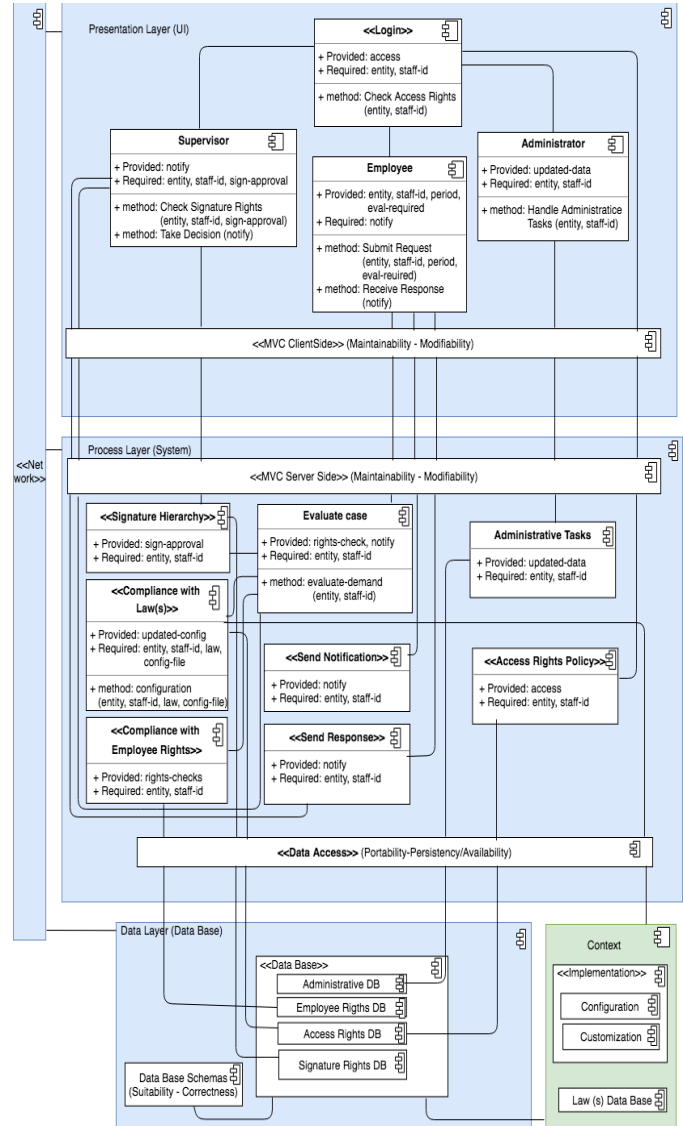 Presentation Layer (UI)
<<Login>>
+ Provided: access
+ Required: entity, staff-id
+ method: Check Access Rights
(entity, staff-id)
Supervisor
+ Provided: notify
+ Required: entity, staff-id, sign-approval
+ method: Check Signature Rights
(entity, staff-id, sign-approval)
+ method: Take Decision (notify)
Employee
+ Provided: entity, staff-id, period,
eval-required
+ Required: notify
+ method: Submit Request
(entity, staff-id, period,
eval-reuired)
+ method: Receive Response
(notify)
Administrator
+ Provided: updated-data
+ Required: entity, staff-id
+ method: Handle Administratice
Tasks (entity, staff-id)
<<MVC ClientSide>> (Maintainability - Modifiability)
<<Net
work>>
Process Layer (System)
<<MVC Server Side>> (Maintainability - Modifiability)
<<Signature Hierarchy>>
+ Provided: sign-approval
+ Required: entity, staff-id
Evaluate case
+ Provided: rights-check, notify
+ Required: entity, staff-id
+ method: evaluate-demand
(entity, staff-id)
Administrative Tasks
+ Provided: updated-data
+ Required: entity, staff-id
<<Compliance with
Law(s)>>
+ Provided: updated-config
+ Required: entity, staff-id, law,
config-file
+ method: configuration
(entity, staff-id, law, config-file)
<<Send Notification>>
+ Provided: notify
+ Required: entity, staff-id
<<Access Rights Policy>>
+ Provided: access
+ Required: entity, staff-id
<<Compliance with
Employee Rights>>
+ Provided: rights-checks
+ Required: entity, staff-id
<<Send Response>>
+ Provided: notify
+ Required: entity, staff-id
<<Data Access>> (Portability-Persistency/Availability)
Data Layer (Data Base)
<<Data Base>>
Administrative DB
Employee Rigths DB
Access Rights DB
Signature Rights DB
Data Base Schemas
(Suitability - Correctness)
Context
<<Implementation>>
Configuration
Customization
Law (s) Data Base